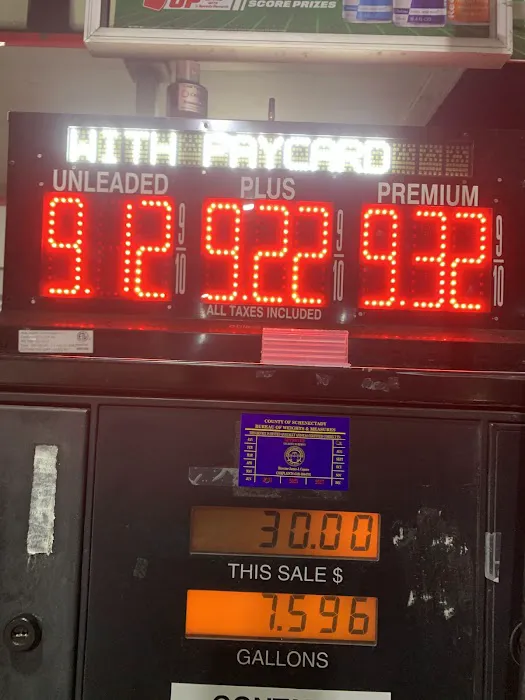 SCORE PRIZES
WITH PAYCARD
UNLEADED PLUS PREMIUM
9.12 9/10 9.22 9/10 9.32 9/10
ALL TAXES INCLUDED
COUNTY OF SCHENECTADY
BUREAU OF WEIGHTS & MEASURES
30.00
THIS SALE $
7.596
GALLONS